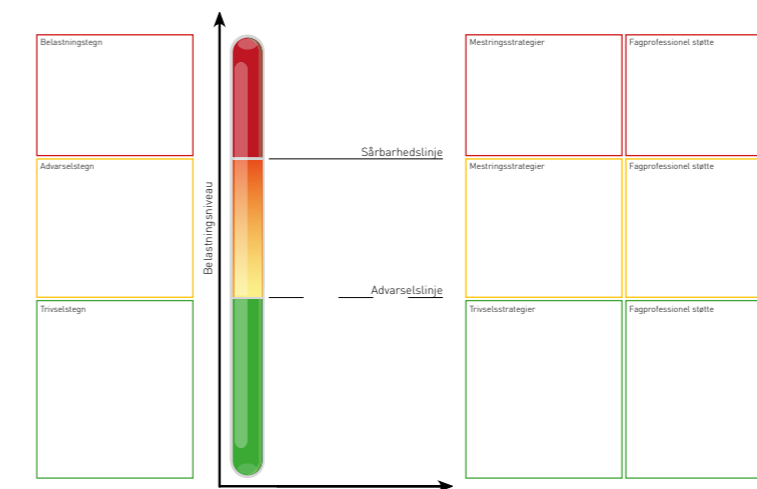 Belastningstegn
Mestringsstrategier
Fagprofessionel støtte
Sårbarhedslinje
Advarselstegn
Mestringsstrategier
Fagprofessionel støtte
Belastningsniveau
Advarselslinje
Trivselstegn
Trivselsstrategier
Fagprofessionel støtte